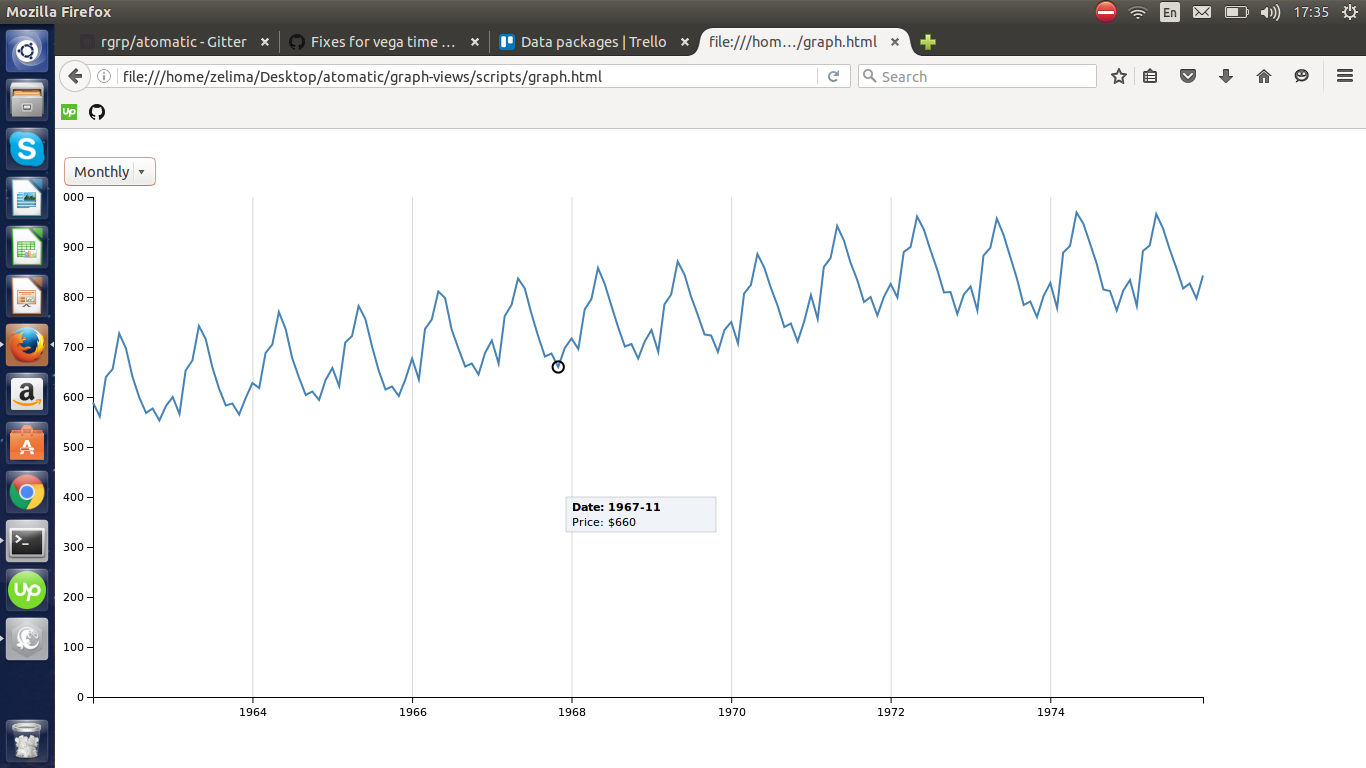 Mozilla Firefox
En
17:35
rgrp/atomatic - Gitter
Fixes for vega time ...
Data packages | Trello
file:///hom.../graph.html
file:///home/zelima/Desktop/atomatic/graph-views/scripts/graph.html
Search
Up
Monthly
000
900
800
700
600
500
400
300
200
100
0
Date: 1967-11
Price: $660
1964
1966
1968
1970
1972
1974
S
a
A
>_
Up